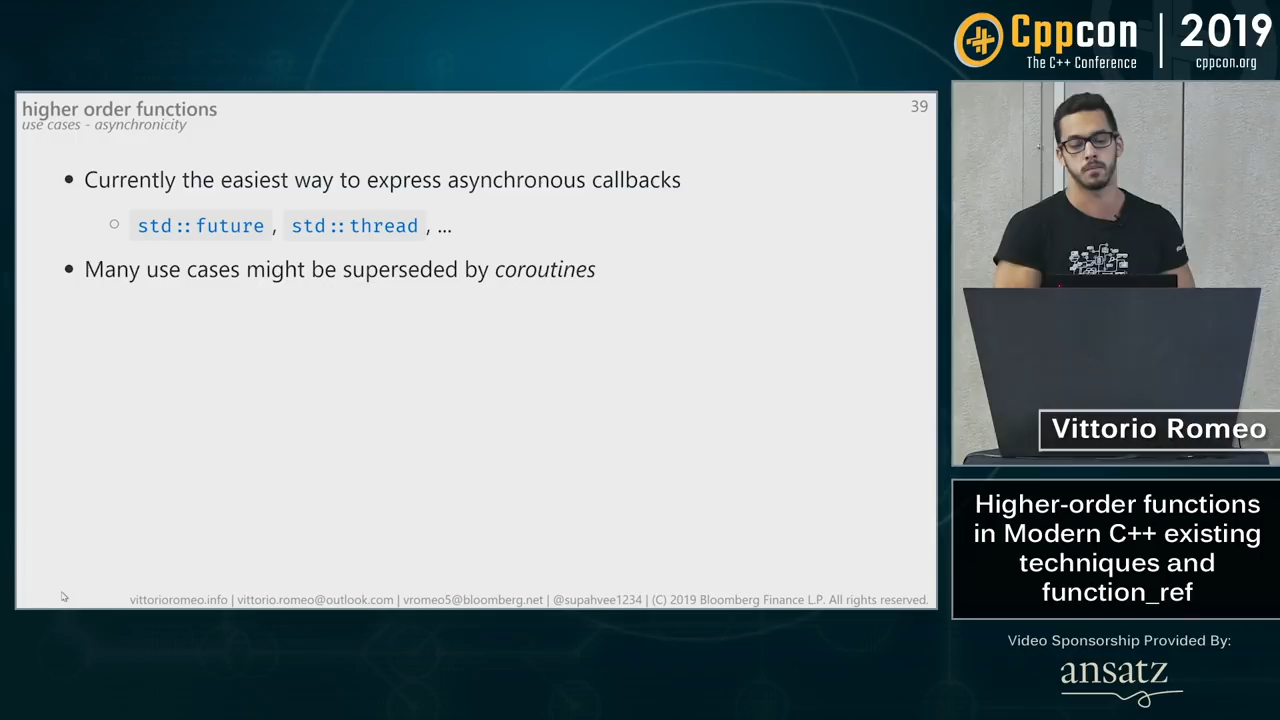 Cppcon | 2019
The C++ Conference
cppcon.org
higher order functions
39
use cases - asynchronicity
• Currently the easiest way to express asynchronous callbacks
○ std::future, std::thread, ...
• Many use cases might be superseded by coroutines
vittorioromeo.info | vittorio.romeo@outlook.com | vromeo5@bloomberg.net | @supahvee1234 | (C) 2019 Bloomberg Finance L.P. All rights reserved.
Vittorio Romeo
Higher-order functions
in Modern C++ existing
techniques and
function_ref
Video Sponsorship Provided By:
ansatz